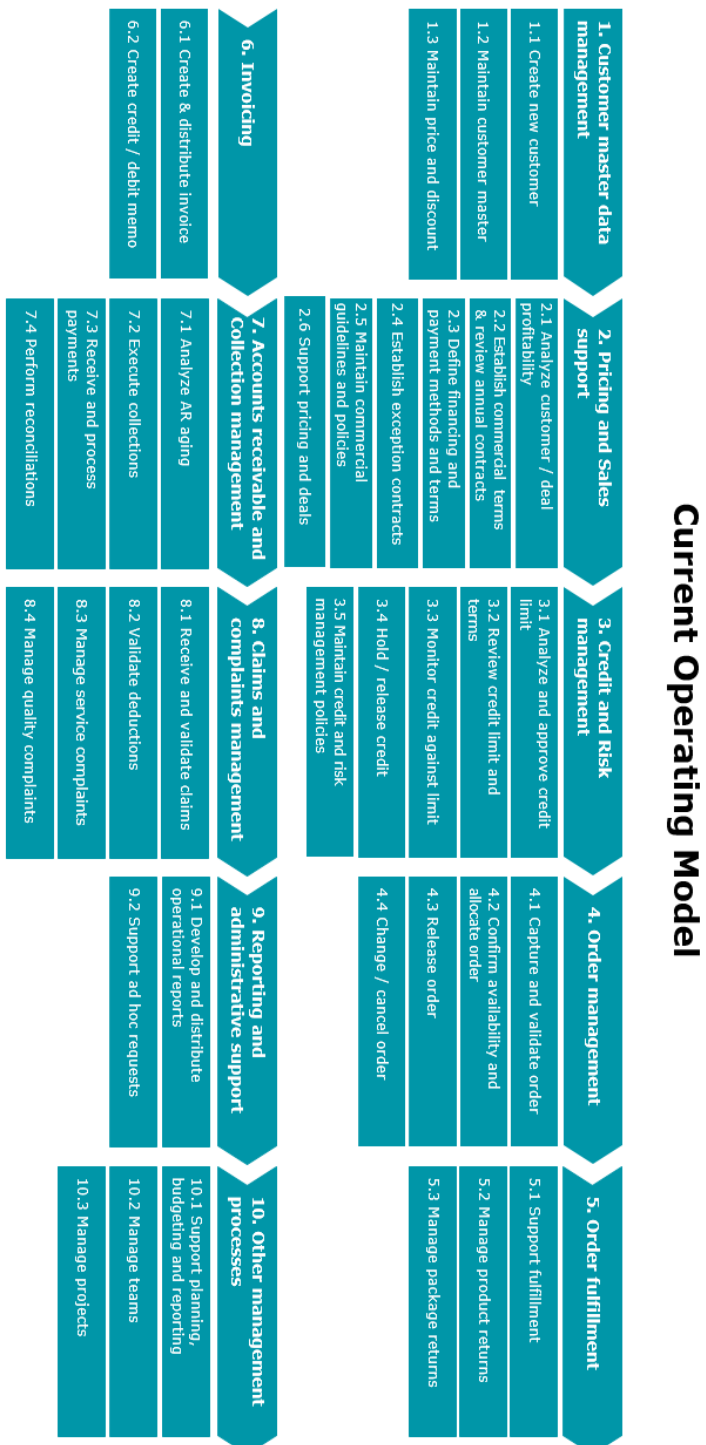 Current Operating Model
1. Customer master data
management
1.1 Create new customer
1.2 Maintain customer master
1.3 Maintain price and discount
2. Pricing and Sales
support
2.1 Analyze customer / deal
profitability
2.2 Establish commercial terms
& review annual contracts
2.3 Define financing and
payment methods and terms
2.4 Establish exception contracts
2.5 Maintain commercial
guidelines and policies
2.6 Support pricing and deals
3. Credit and Risk
management
3.1 Analyze and approve credit
limit
3.2 Review credit limit and
terms
3.3 Monitor credit against limit
3.4 Hold / release credit
3.5 Maintain credit and risk
management policies
4. Order management
4.1 Capture and validate order
4.2 Confirm availability and
allocate order
4.3 Release order
4.4 Change / cancel order
5. Order fulfillment
5.1 Support fulfillment
5.2 Manage product returns
5.3 Manage package returns
6. Invoicing
6.1 Create & distribute invoice
6.2 Create credit / debit memo
7. Accounts receivable and
Collection management
7.1 Analyze AR aging
7.2 Execute collections
7.3 Receive and process
payments
7.4 Perform reconciliations
8. Claims and
complaints management
8.1 Receive and validate claims
8.2 Validate deductions
8.3 Manage service complaints
8.4 Manage quality complaints
9. Reporting and
administrative support
9.1 Develop and distribute
operational reports
9.2 Support ad hoc requests
10. Other management
processes
10.1 Support planning,
budgeting and reporting
10.2 Manage teams
10.3 Manage projects